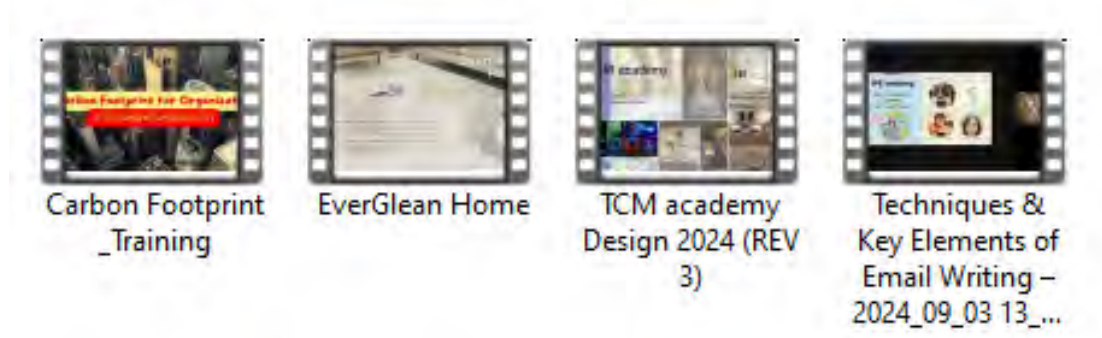 Carbon Footprint
_Training
EverGlean Home
TCM academy
Design 2024 (REV
3)
Techniques &
Key Elements of
Email Writing –
2024_09_03 13_...